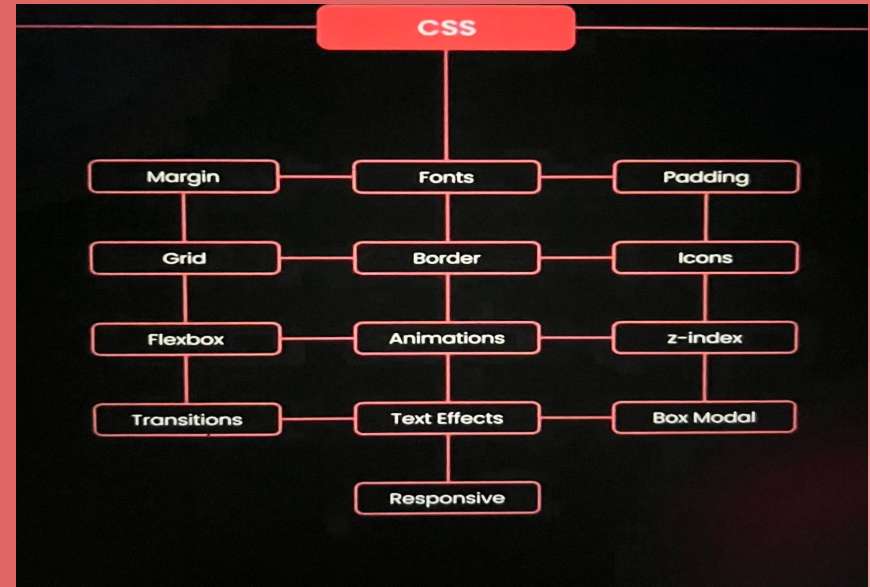 CSS
Margin
Fonts
Padding
Grid
Border
Icons
Flexbox
Animations
z-index
Transitions
Text Effects
Box Modal
Responsive